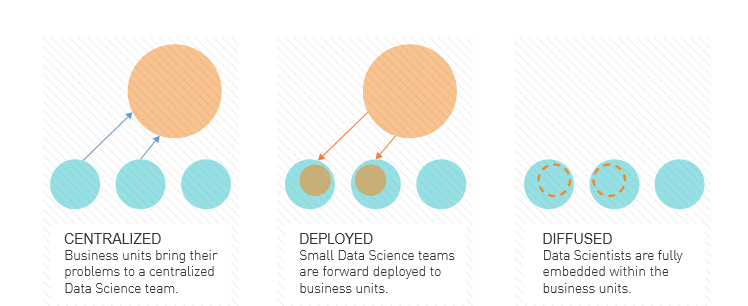 CENTRALIZED
Business units bring their
problems to a centralized
Data Science team.
DEPLOYED
Small Data Science teams
are forward deployed to
business units.
DIFFUSED
Data Scientists are fully
embedded within the
business units.